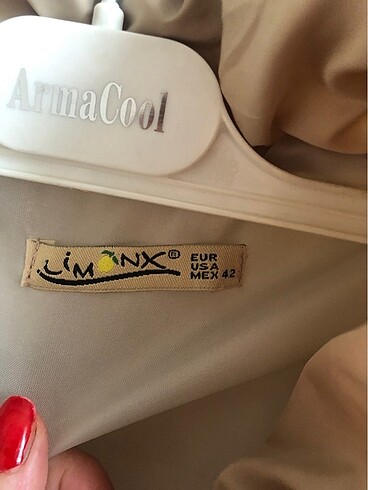 ArmaCool
LiMONX®
EUR
USA
MEX 42